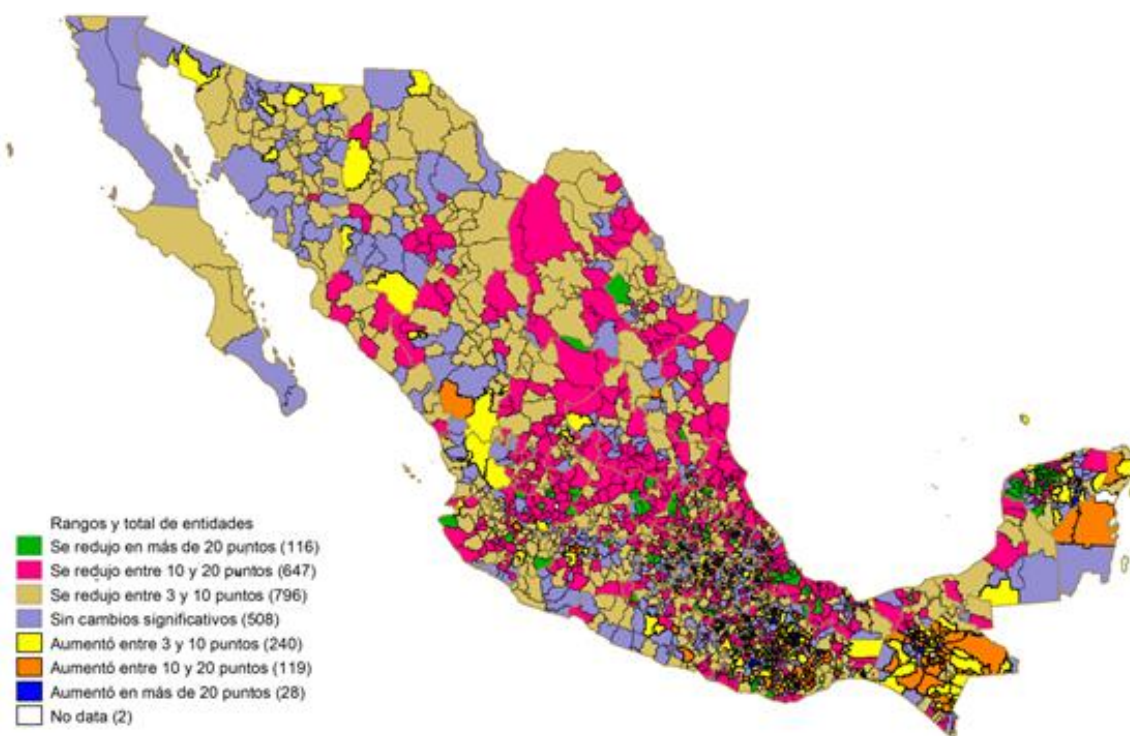 Rangos y total de entidades
Se redujo en más de 20 puntos (116)
Se redujo entre 10 y 20 puntos (647)
Se redujo entre 3 y 10 puntos (796)
Sin cambios significativos (508)
Aumentó entre 3 y 10 puntos (240)
Aumentó entre 10 y 20 puntos (119)
Aumentó en más de 20 puntos (28)
No data (2)